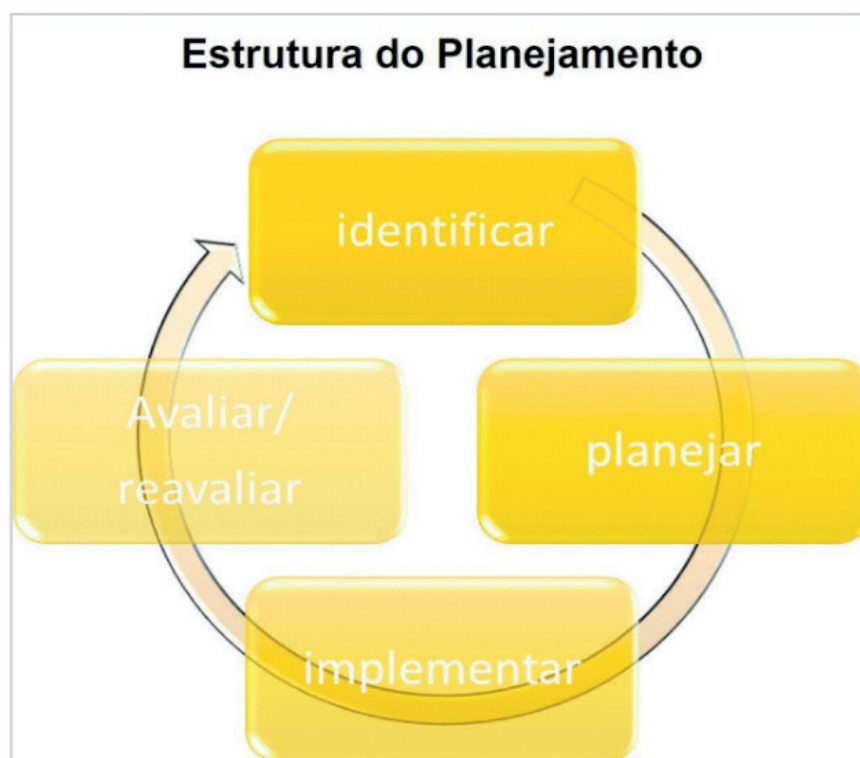 Estrutura do Planejamento
identificar
planejar
implementar
Avaliar/
reavaliar